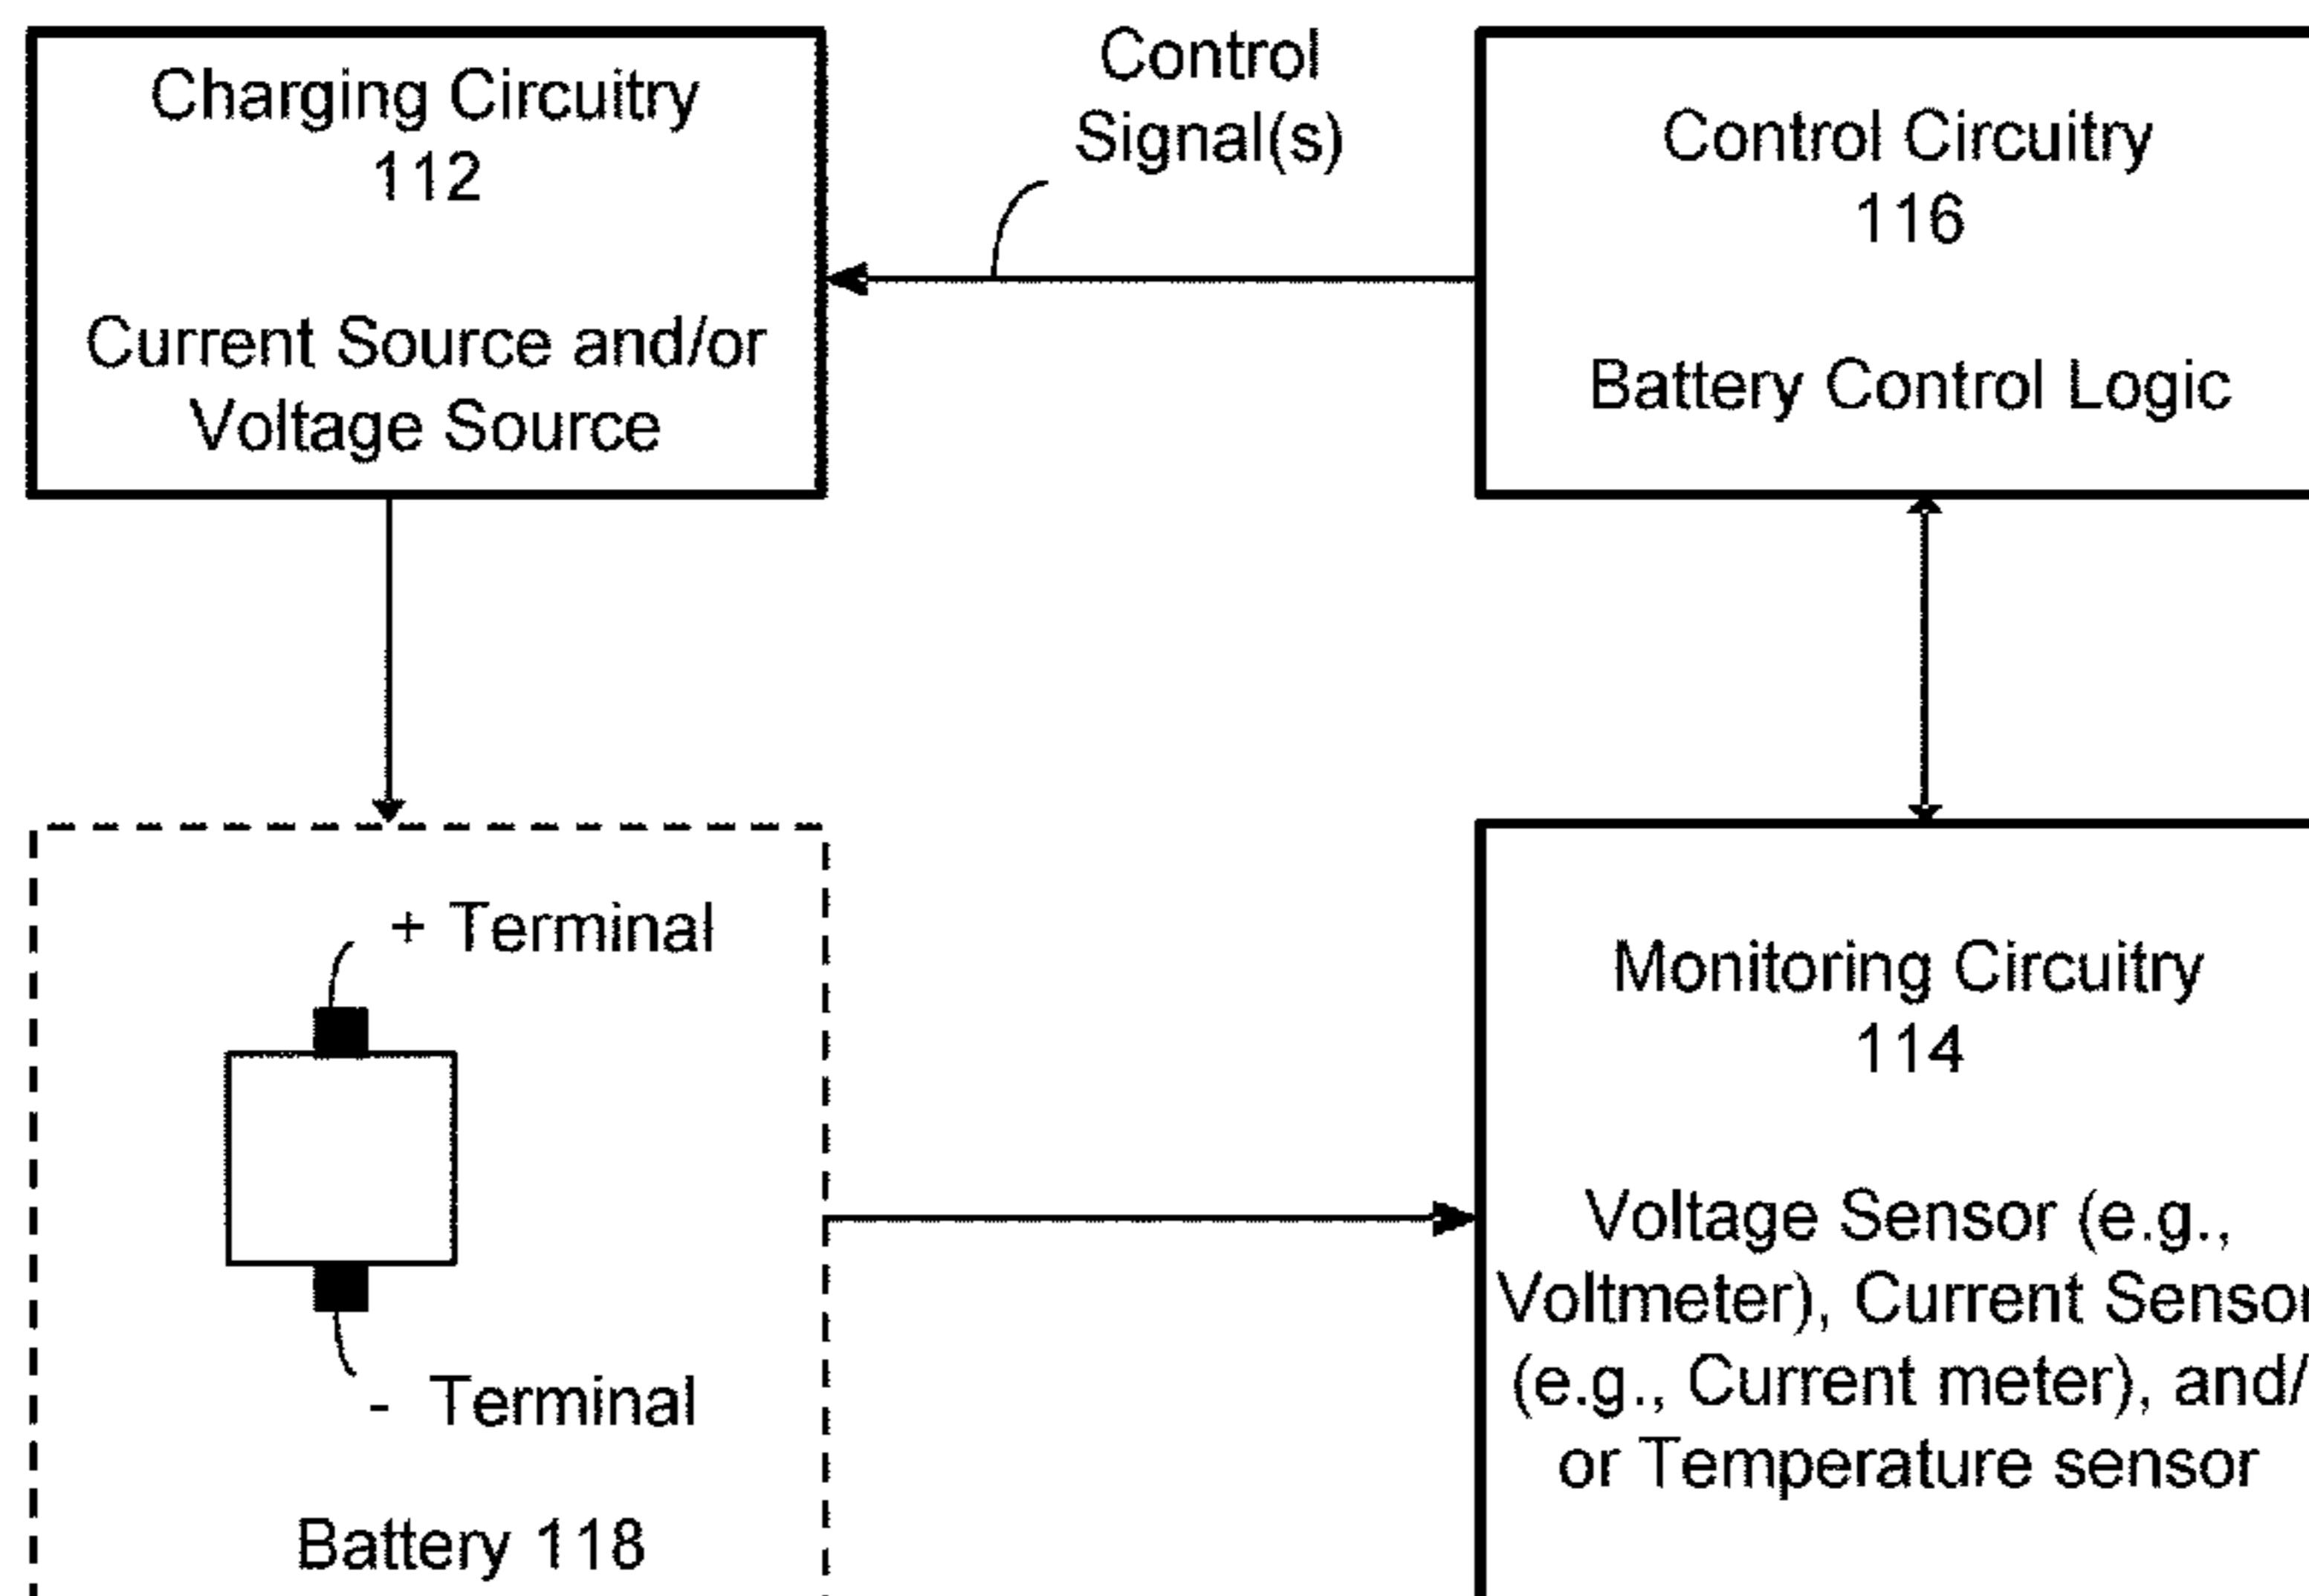 Charging Circuitry
112
Current Source and/or
Voltage Source
Control
Signal(s)
Control Circuitry
116
Battery Control Logic
+ Terminal
- Terminal
Battery 118
Monitoring Circuitry
114
Voltage Sensor (e.g.,
Voltmeter), Current Sensor
(e.g., Current meter), and/
or Temperature sensor